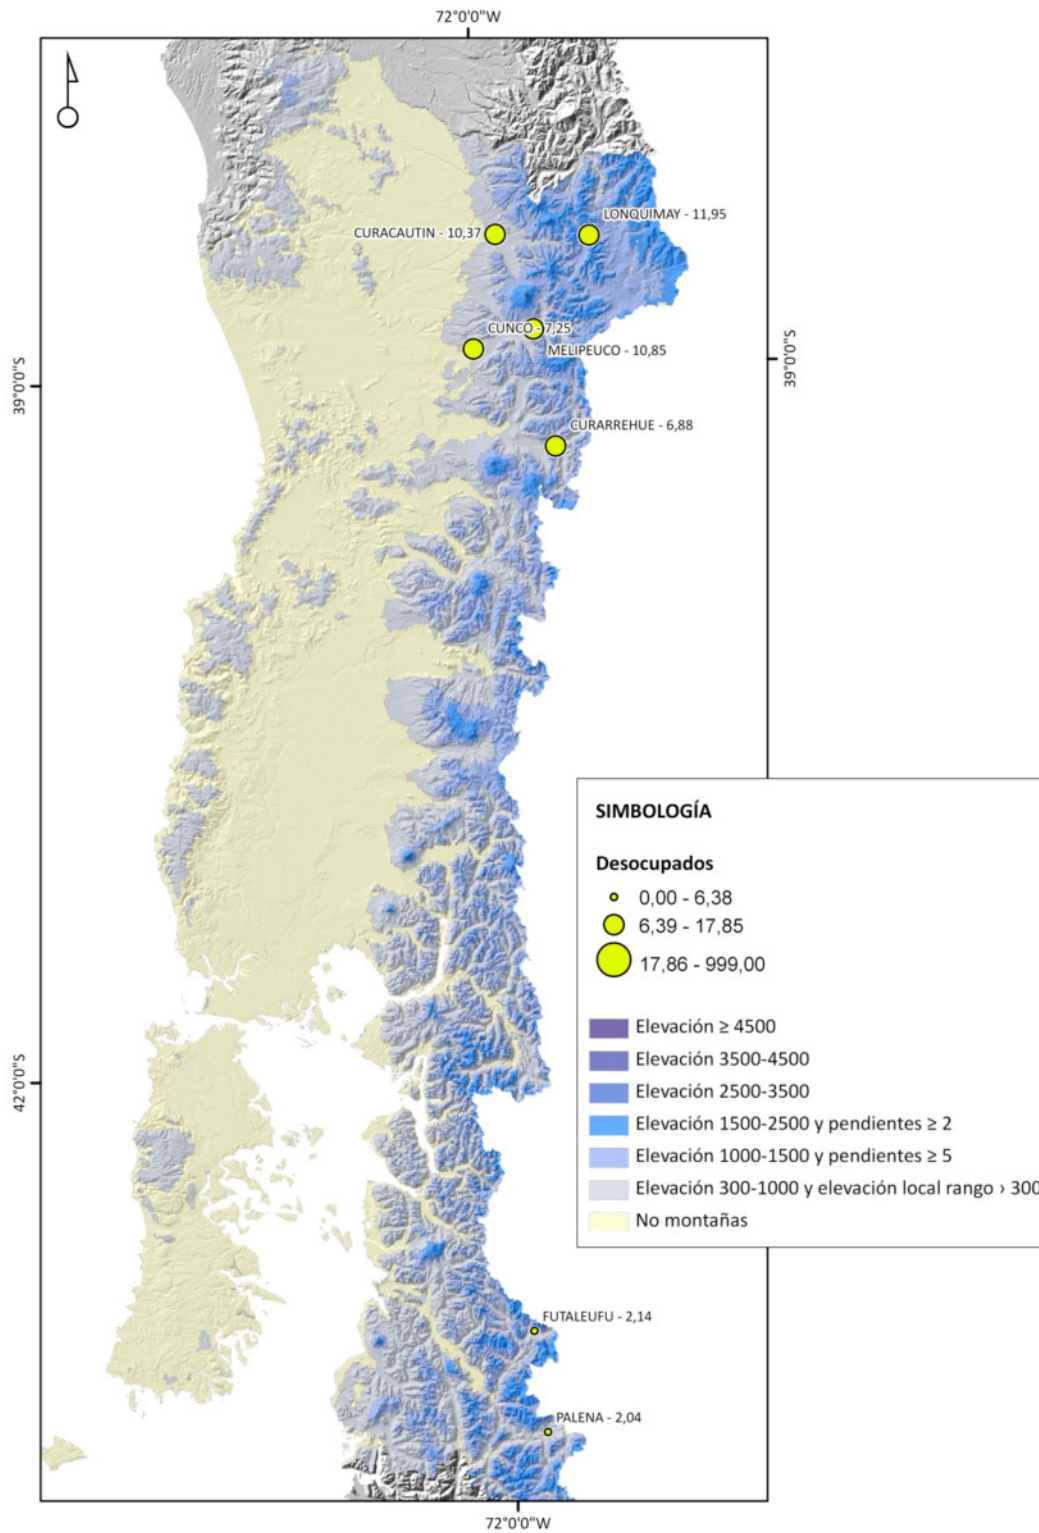 72°0'0"W
LONQUIMAY - 11,95
CURACAUTIN - 10,37
CUNCO - 7,25
MELIPEUCO - 10,85
39°0'0"S
39°0'0"S
CURARREHUE - 6,88
SIMBOLOGÍA
Desocupados
0,00 - 6,38
6,39 - 17,85
17,86 - 999,00
Elevación ≥ 4500
Elevación 3500-4500
Elevación 2500-3500
Elevación 1500-2500 y pendientes ≥ 2
Elevación 1000-1500 y pendientes ≥ 5
Elevación 300-1000 y elevación local rango › 300
No montañas
42°0'0"S
FUTALEUFU - 2,14
PALENA - 2,04
72°0'0"W